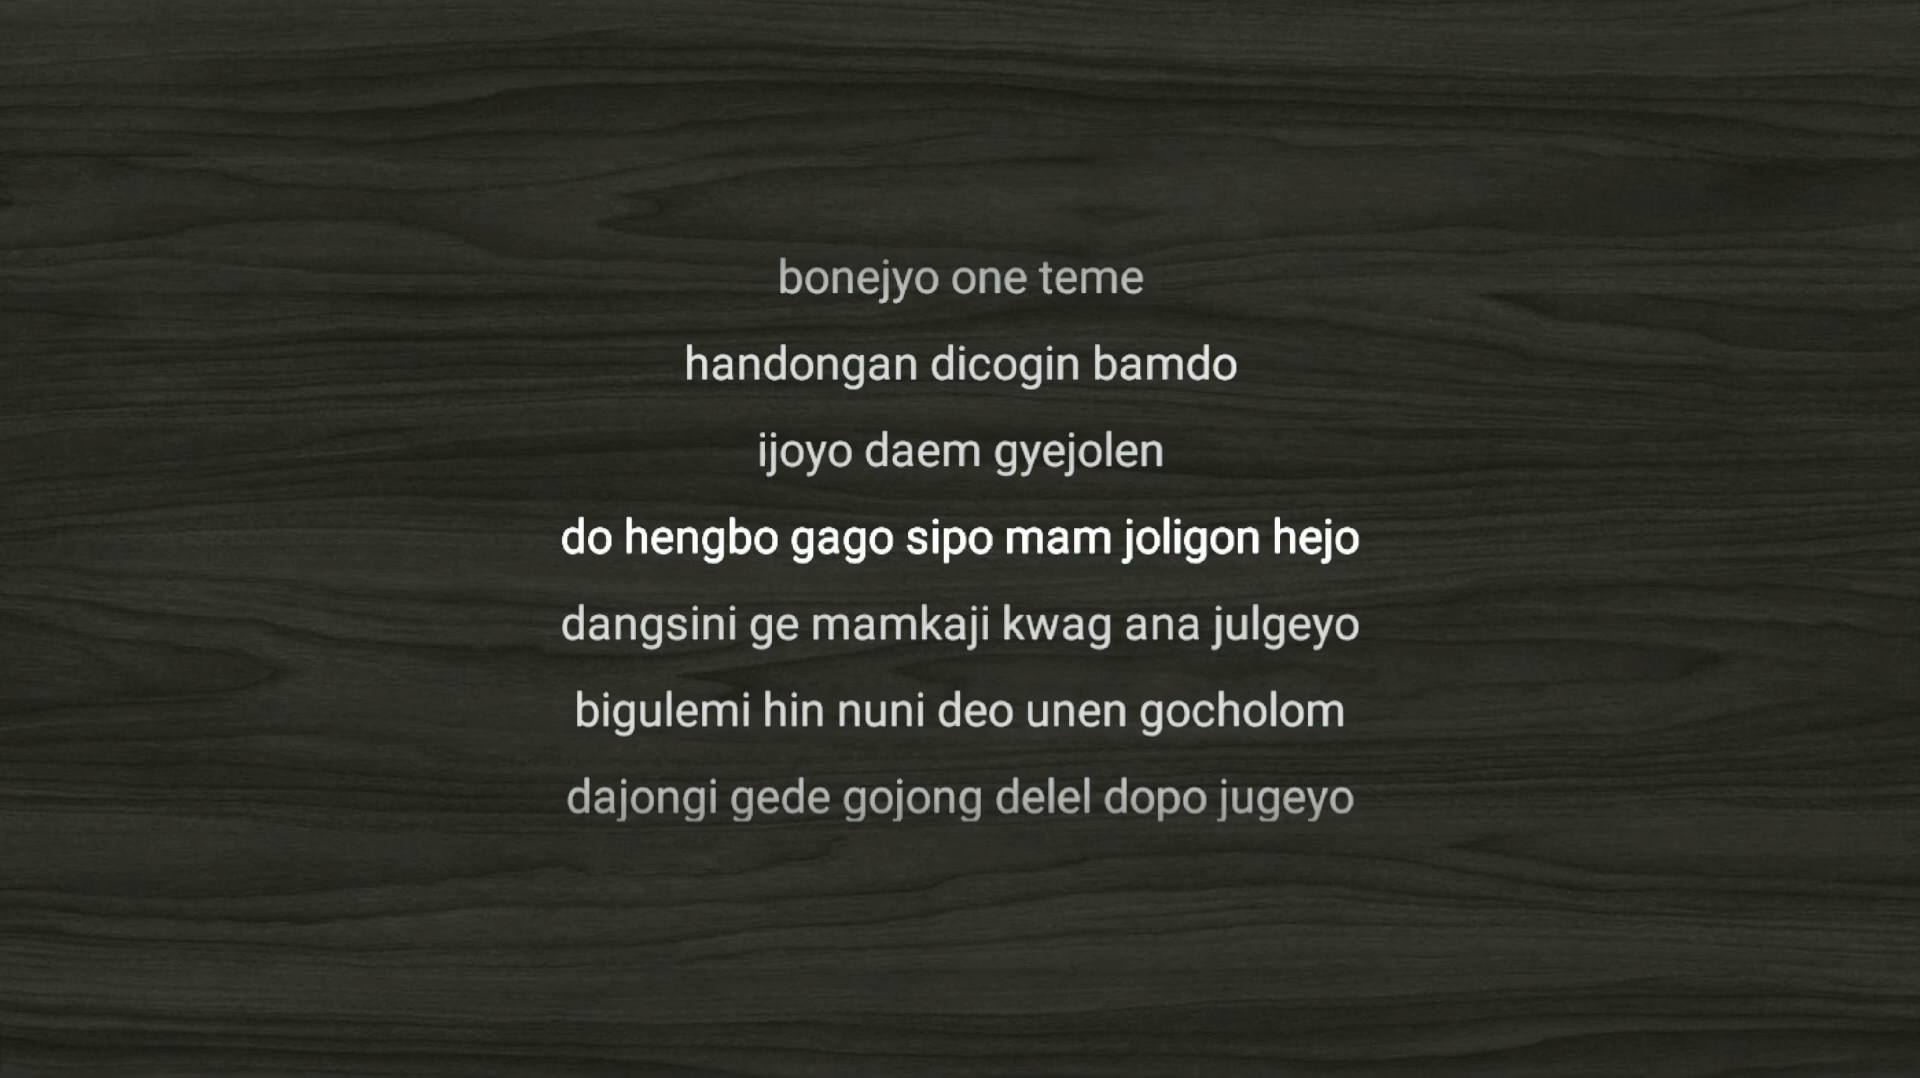 bonejyo one teme
handongan dicogin bamdo
ijoyo daem gyejolen
do hengbo gago sipo mam joligon hejo
dangsini ge mamkaji kwag ana julgeyo
bigulemi hin nuni deo unen gocholom
dajongi gede gojong delel dopo jugeyo